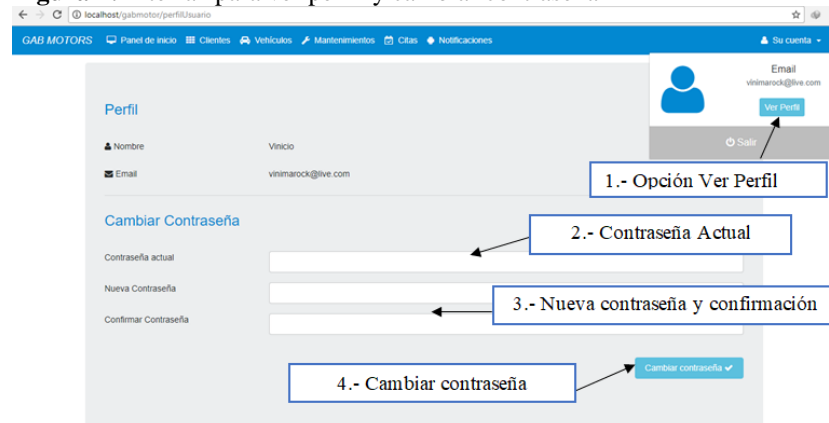 localhost/gabmotor/perfilUsuario
GAB MOTORS Panel de inicio Clientes Vehículos Mantenimientos Citas Notificaciones Su cuenta
Email
vinimarock@live.com
Ver Perfil
Salir
Perfil
Nombre Vinicio
Email vinimarock@live.com
1.- Opción Ver Perfil
Cambiar Contraseña
2.- Contraseña Actual
Contraseña actual
Nueva Contraseña
3.- Nueva contraseña y confirmación
Confirmar Contraseña
Cambiar contraseña
4.- Cambiar contraseña